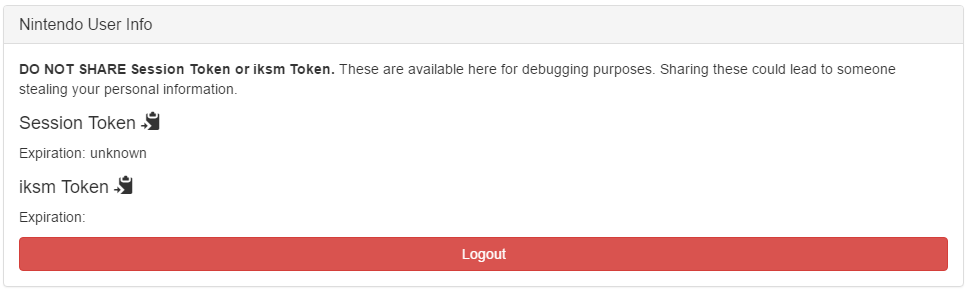 Nintendo User Info
DO NOT SHARE Session Token or iksm Token. These are available here for debugging purposes. Sharing these could lead to someone
stealing your personal information.
Session Token
Expiration: unknown
iksm Token
Expiration:
Logout